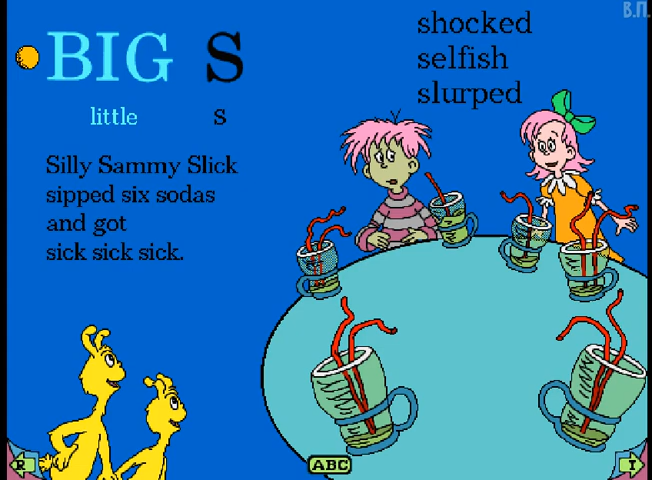 BIG S
little s
Silly Sammy Slick
sipped six sodas
and got
sick sick sick.
shocked
selfish
slurped
В.П.
R
ABC
T